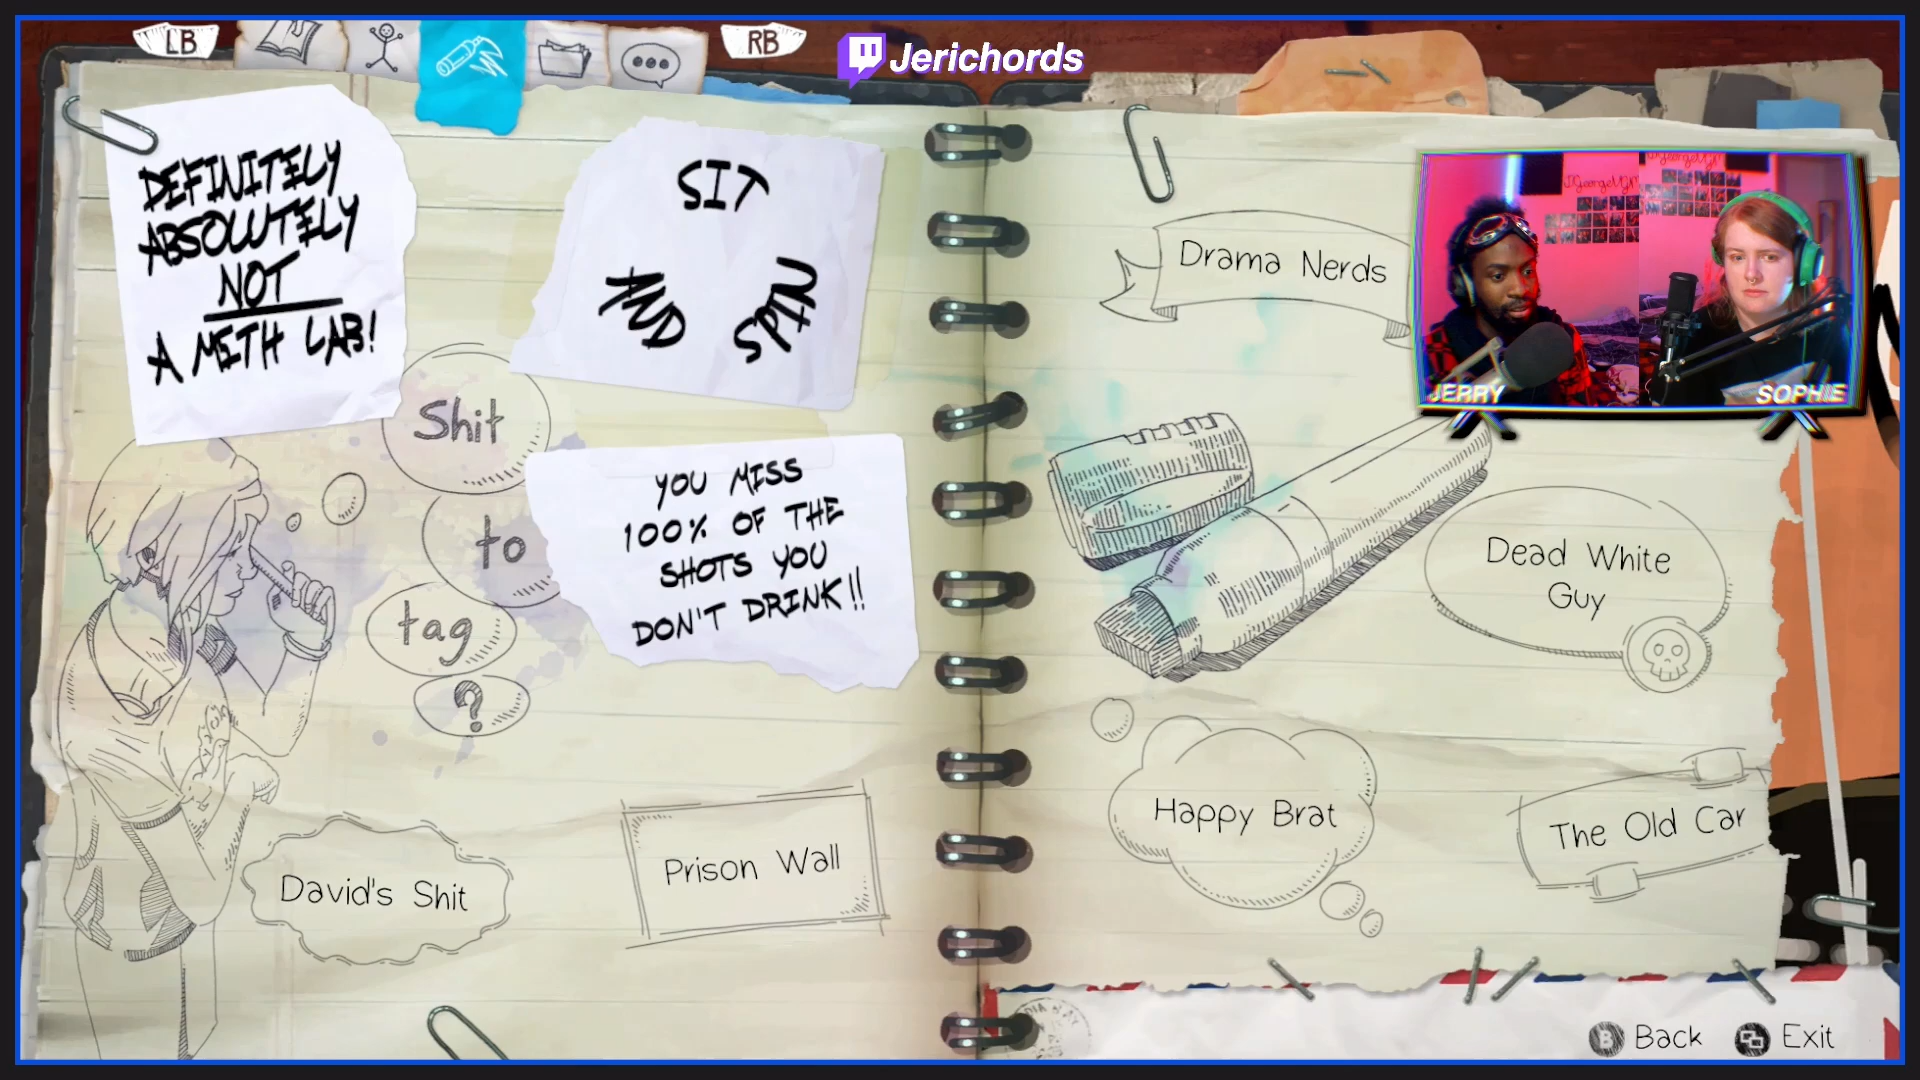 LB
RB
Jerichords
DEFINITELY
ABSOLUTELY
NOT
A METH LAB!
SIT
AND
SPIN
YOU MISS
100% OF THE
SHOTS YOU
DON'T DRINK!!
Shit
to
tag
?
David's Shit
Prison Wall
Drama Nerds
JERRY
SOPHIE
Dead White
Guy
Happy Brat
The Old Car
B Back
Exit